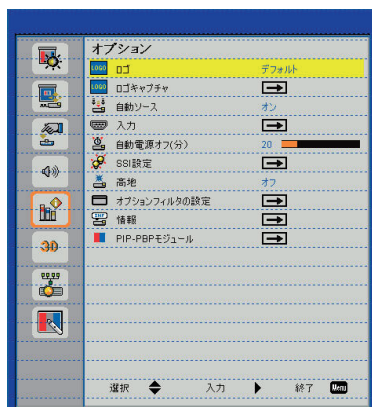 オプション
LOGO ロゴ デフォルト
LOGO ロゴキャプチャ
自動ソース オン
入力
自動電源オフ(分) 20
SSI設定
高地 オフ
オプションフィルタの設定
情報
PIP-PBPモジュール
3D
選択 入力 終了 Menu